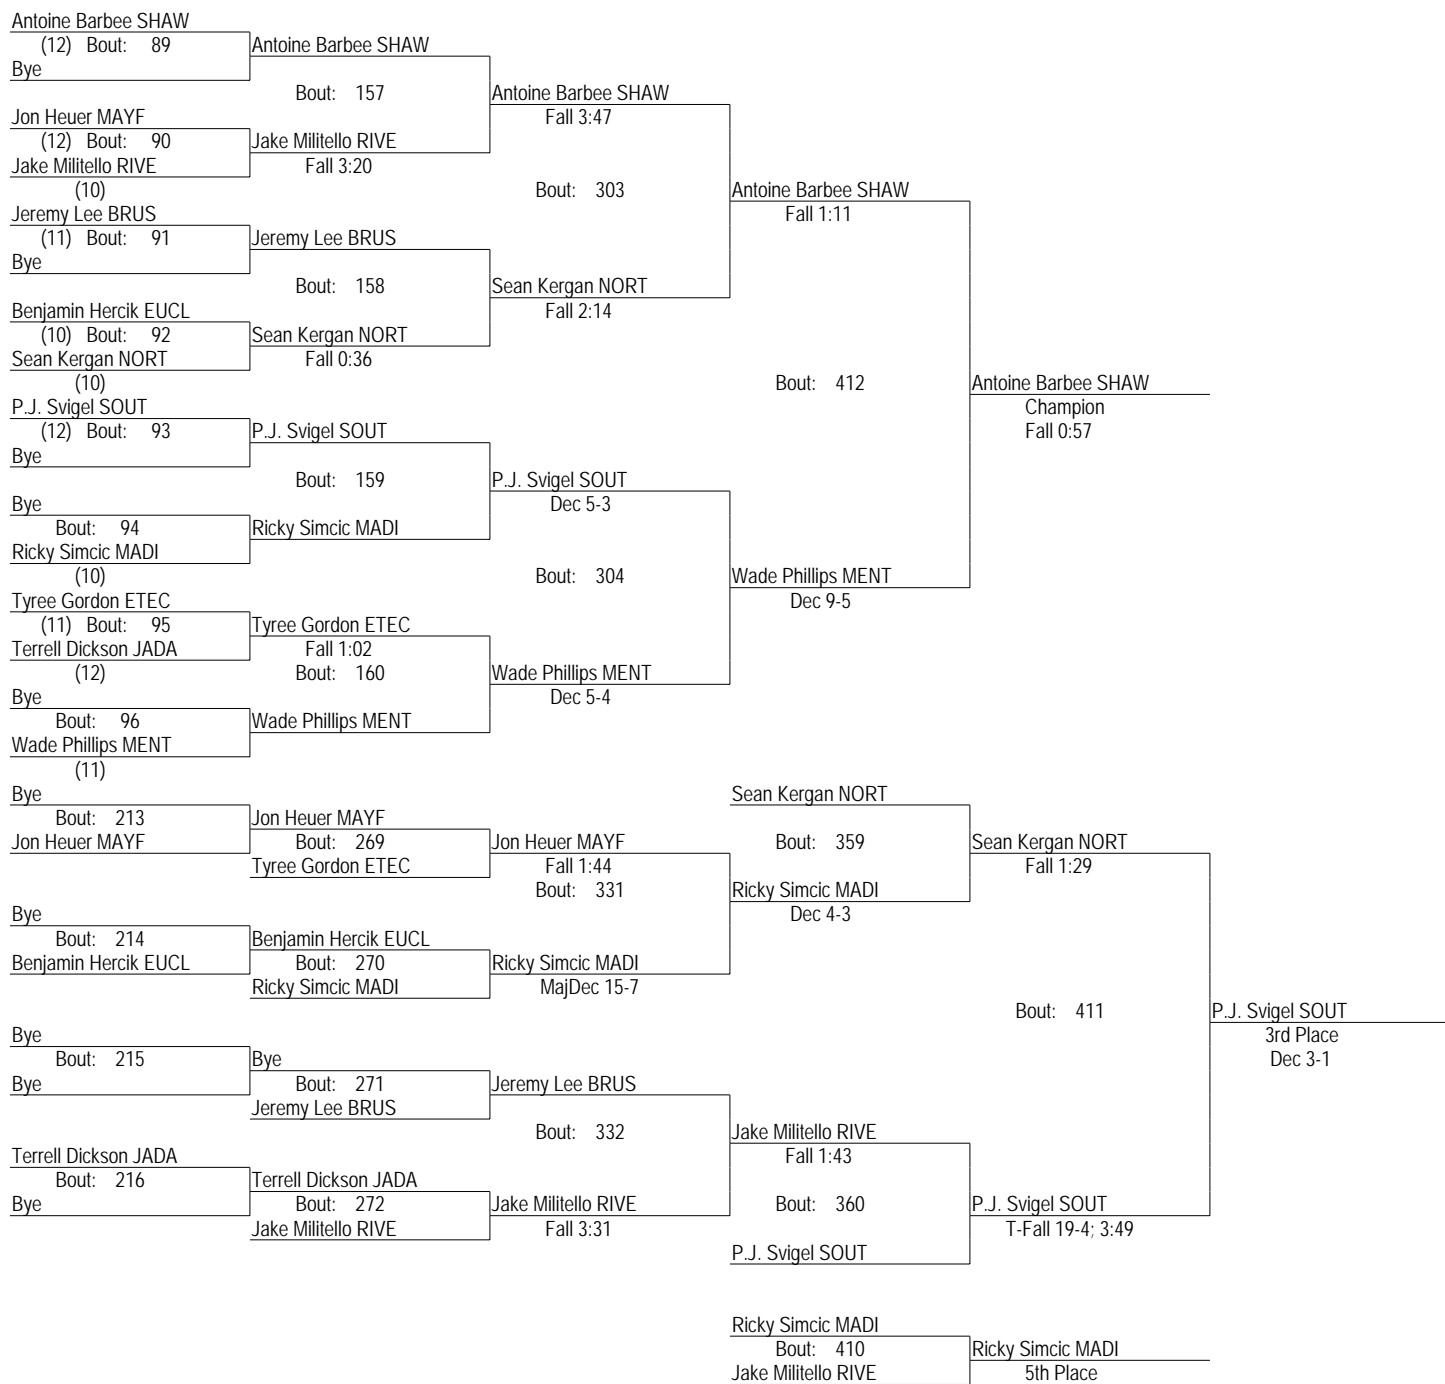 Antoine Barbee SHAW
(12) Bout: 89
Antoine Barbee SHAW
Bye
Bout: 157
Antoine Barbee SHAW
Jon Heuer MAYF
Fall 3:47
(12) Bout: 90
Jake Militello RIVE
Jake Militello RIVE
Fall 3:20
(10)
Bout: 303
Antoine Barbee SHAW
Jeremy Lee BRUS
Fall 1:11
(11) Bout: 91
Jeremy Lee BRUS
Bye
Bout: 158
Sean Kergan NORT
Benjamin Hercik EUCL
Fall 2:14
(10) Bout: 92
Sean Kergan NORT
Sean Kergan NORT
Fall 0:36
(10)
Bout: 412
Antoine Barbee SHAW
P.J. Svigel SOUT
Champion
(12) Bout: 93
P.J. Svigel SOUT
Fall 0:57
Bye
Bout: 159
P.J. Svigel SOUT
Bye
Dec 5-3
Bout: 94
Ricky Simcic MADI
Ricky Simcic MADI
(10)
Bout: 304
Wade Phillips MENT
Tyree Gordon ETEC
Dec 9-5
(11) Bout: 95
Tyree Gordon ETEC
Terrell Dickson JADA
Fall 1:02
(12)
Bout: 160
Wade Phillips MENT
Bye
Dec 5-4
Bout: 96
Wade Phillips MENT
Wade Phillips MENT
(11)
Bye
Sean Kergan NORT
Bout: 213
Jon Heuer MAYF
Jon Heuer MAYF
Bout: 269
Jon Heuer MAYF
Bout: 359
Sean Kergan NORT
Tyree Gordon ETEC
Fall 1:44
Fall 1:29
Bout: 331
Ricky Simcic MADI
Bye
Dec 4-3
Bout: 214
Benjamin Hercik EUCL
Benjamin Hercik EUCL
Bout: 270
Ricky Simcic MADI
Ricky Simcic MADI
MajDec 15-7
Bout: 411
P.J. Svigel SOUT
Bye
3rd Place
Bout: 215
Bye
Dec 3-1
Bye
Bout: 271
Jeremy Lee BRUS
Jeremy Lee BRUS
Bout: 332
Jake Militello RIVE
Terrell Dickson JADA
Fall 1:43
Bout: 216
Terrell Dickson JADA
Bye
Bout: 272
Jake Militello RIVE
Bout: 360
P.J. Svigel SOUT
Jake Militello RIVE
Fall 3:31
T-Fall 19-4; 3:49
P.J. Svigel SOUT
Ricky Simcic MADI
Bout: 410
Ricky Simcic MADI
Jake Militello RIVE
5th Place